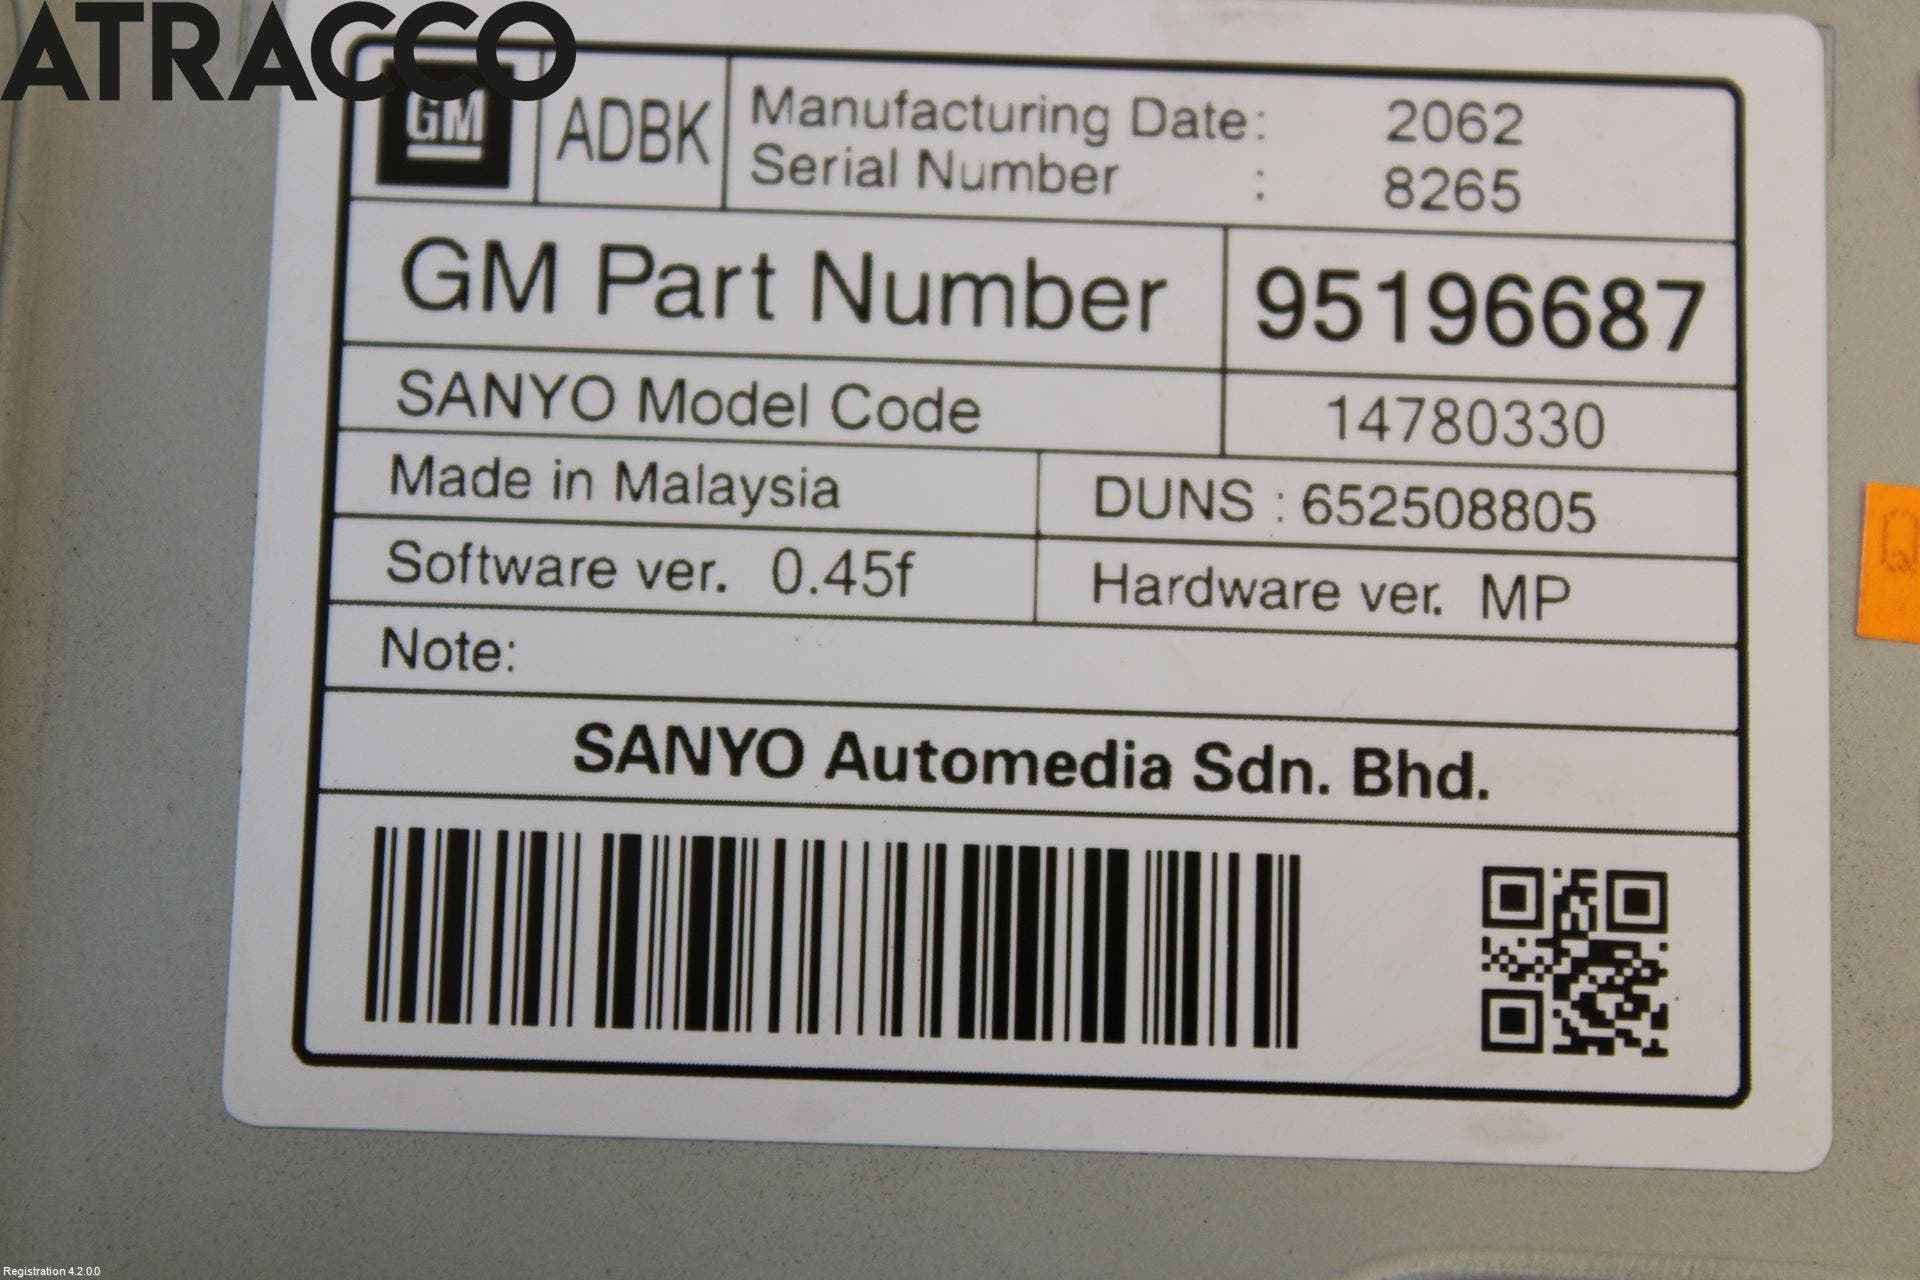 ATRACCO
GM
ADBK
Manufacturing Date: 2062
Serial Number : 8265
GM Part Number 95196687
SANYO Model Code 14780330
Made in Malaysia DUNS : 652508805
Software ver. 0.45f Hardware ver. MP
Note:
SANYO Automedia Sdn. Bhd.
Registration 4.2.0.0